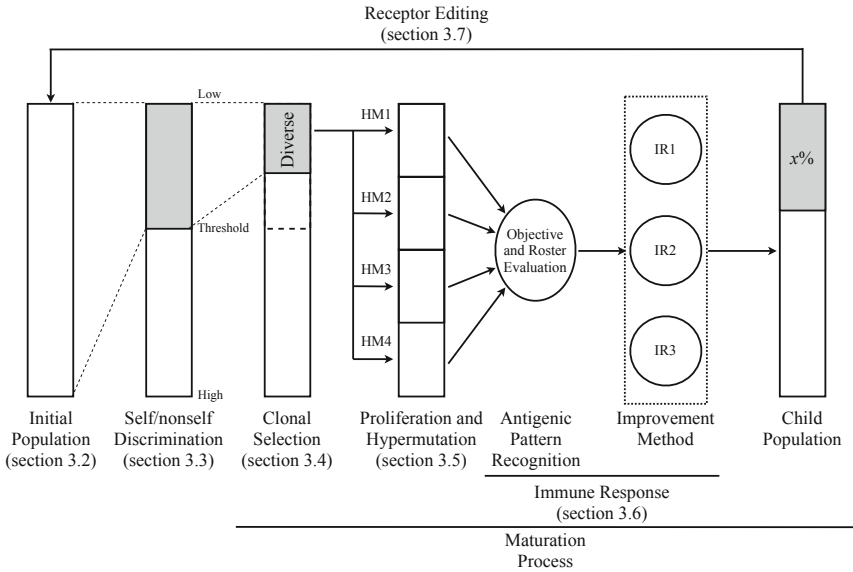 Receptor Editing
(section 3.7)
Low
Threshold
High
Diverse
HM1
HM2
HM3
HM4
Objective
and Roster
Evaluation
IR1
IR2
IR3
x%
Initial
Population
(section 3.2)
Self/nonself
Discrimination
(section 3.3)
Clonal
Selection
(section 3.4)
Proliferation and
Hypermutation
(section 3.5)
Antigenic
Pattern
Recognition
Improvement
Method
Child
Population
Immune Response
(section 3.6)
Maturation
Process